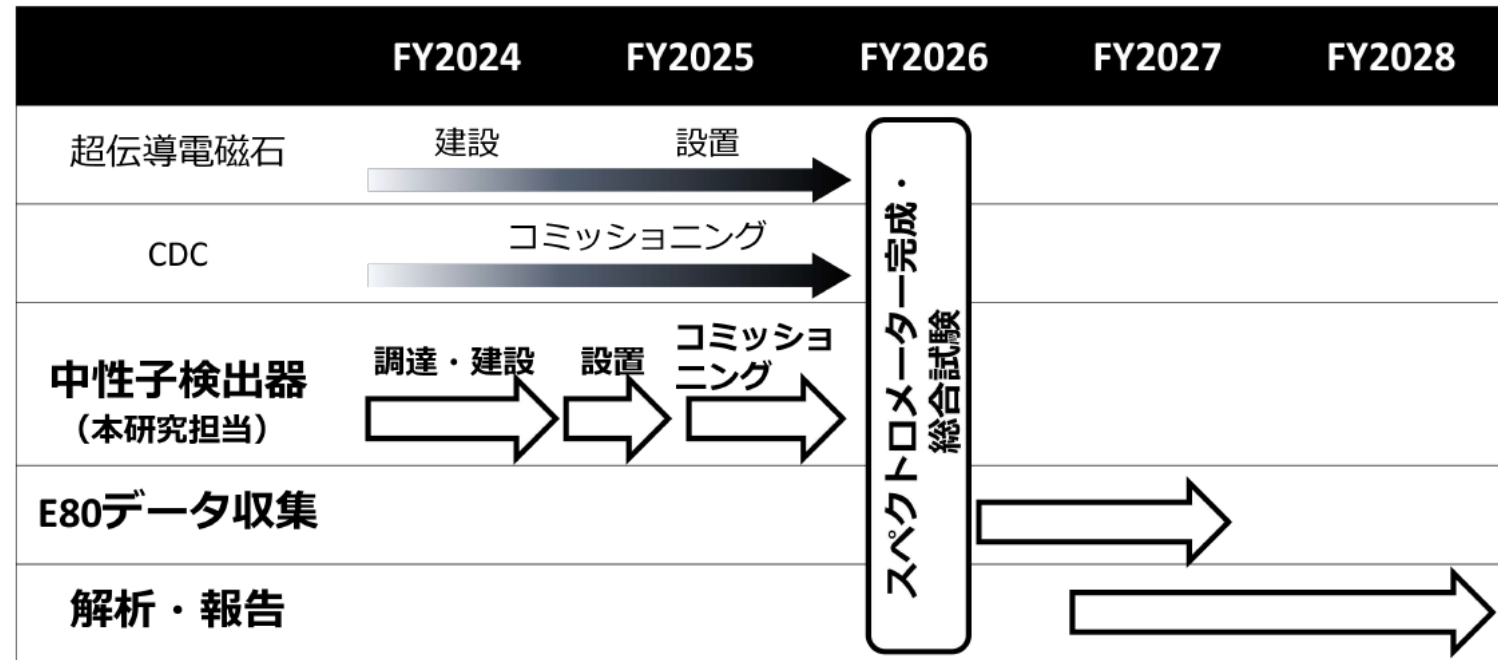 FY2024 FY2025 FY2026 FY2027 FY2028
超伝導電磁石
建設 設置
CDC
コミッショニング
中性子検出器
（本研究担当）
調達・建設
設置
コミッショ
ニング
スペクトロメーター完成・
総合試験
E80データ収集
解析・報告